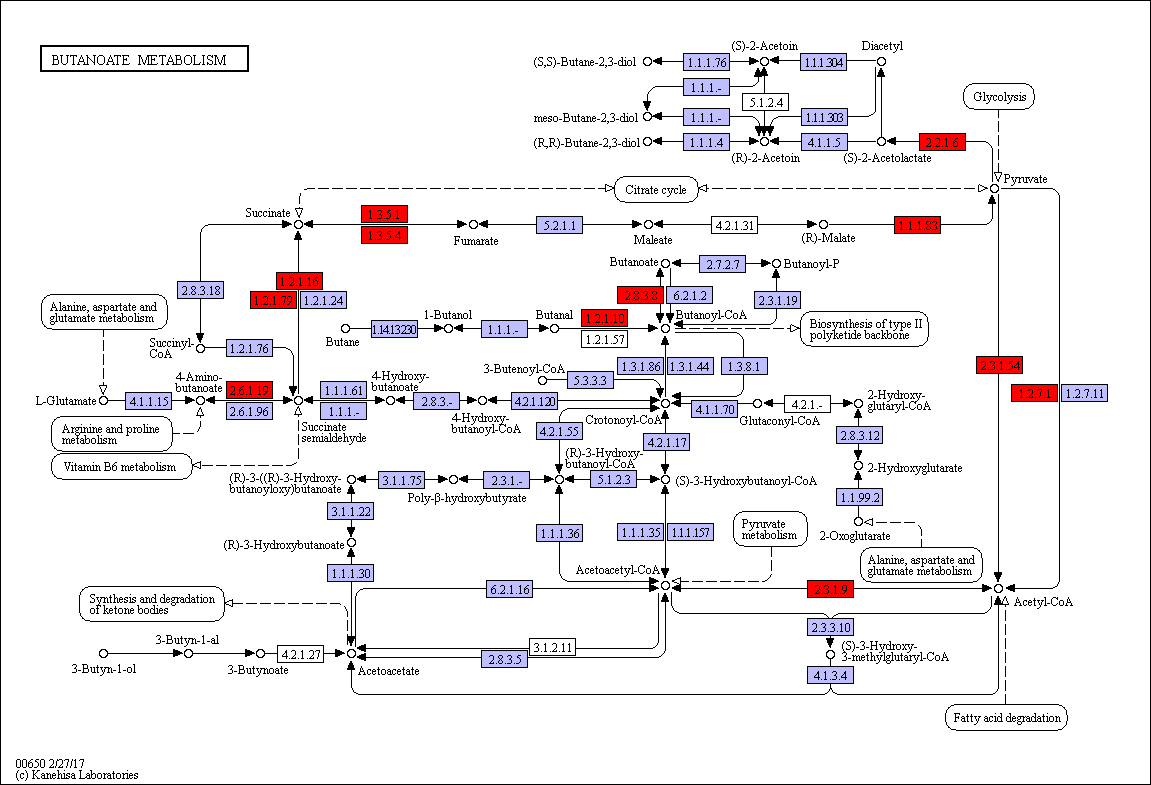 BUTANOATE METABOLISM
(S)-2-Acetoin
Diacetyl
(S,S)-Butane-2,3-diol
1.1.1.76
1.1.1.304
1.1.1.-
5.1.2.4
Glycolysis
meso-Butane-2,3-diol
1.1.1.-
1.1.1.303
(R,R)-Butane-2,3-diol
1.1.1.4
4.1.1.5
2.2.1.6
(R)-2-Acetoin
(S)-2-Acetolactate
Pyruvate
Citrate cycle
Succinate
1.3.5.1
1.3.5.4
Fumarate
5.2.1.1
Maleate
4.2.1.31
(R)-Malate
1.1.1.83
Butanoate
2.7.2.7
Butanoyl-P
2.8.3.18
1.2.1.16
1.2.1.79
1.2.1.24
2.8.3.8
6.2.1.2
2.3.1.19
Alanine, aspartate and
glutamate metabolism
1-Butanol
Butanal
1.2.1.10
Butanoyl-CoA
Butane
1.14.13.230
1.1.1.-
1.2.1.57
Biosynthesis of type II
polyketide backbone
Succinyl-
CoA
1.2.1.76
3-Butenoyl-CoA
1.3.1.86
1.3.1.44
1.3.8.1
2.3.1.54
4-Amino-
butanoate
2.6.1.19
2.6.1.96
1.1.1.61
1.1.1.-
4-Hydroxy-
butanoate
5.3.3.3
1.2.7.1
1.2.7.11
L-Glutamate
4.1.1.15
2.8.3.-
4.2.1.120
4-Hydroxy-
butanoyl-CoA
Crotonoyl-CoA
4.1.1.70
Glutaconyl-CoA
4.2.1.-
2-Hydroxy-
glutaryl-CoA
Arginine and proline
metabolism
Succinate
semialdehyde
4.2.1.55
4.2.1.17
2.8.3.12
Vitamin B6 metabolism
(R)-3-Hydroxy-
butanoyl-CoA
2-Hydroxyglutarate
(R)-3-((R)-3-Hydroxy-
butanoyloxy)butanoate
3.1.1.75
2.3.1.-
5.1.2.3
(S)-3-Hydroxybutanoyl-CoA
Poly-β-hydroxybutyrate
1.1.99.2
3.1.1.22
1.1.1.36
1.1.1.35
1.1.1.157
Pyruvate
metabolism
2-Oxoglutarate
(R)-3-Hydroxybutanoate
Alanine, aspartate and
glutamate metabolism
1.1.1.30
Acetoacetyl-CoA
6.2.1.16
2.3.1.9
Acetyl-CoA
Synthesis and degradation
of ketone bodies
2.3.3.10
3-Butyn-1-al
3.1.2.11
(S)-3-Hydroxy-
3-methylglutaryl-CoA
3-Butyn-1-ol
3-Butynoate
4.2.1.27
Acetoacetate
2.8.3.5
4.1.3.4
Fatty acid degradation
00650 2/27/17
(c) Kanehisa Laboratories